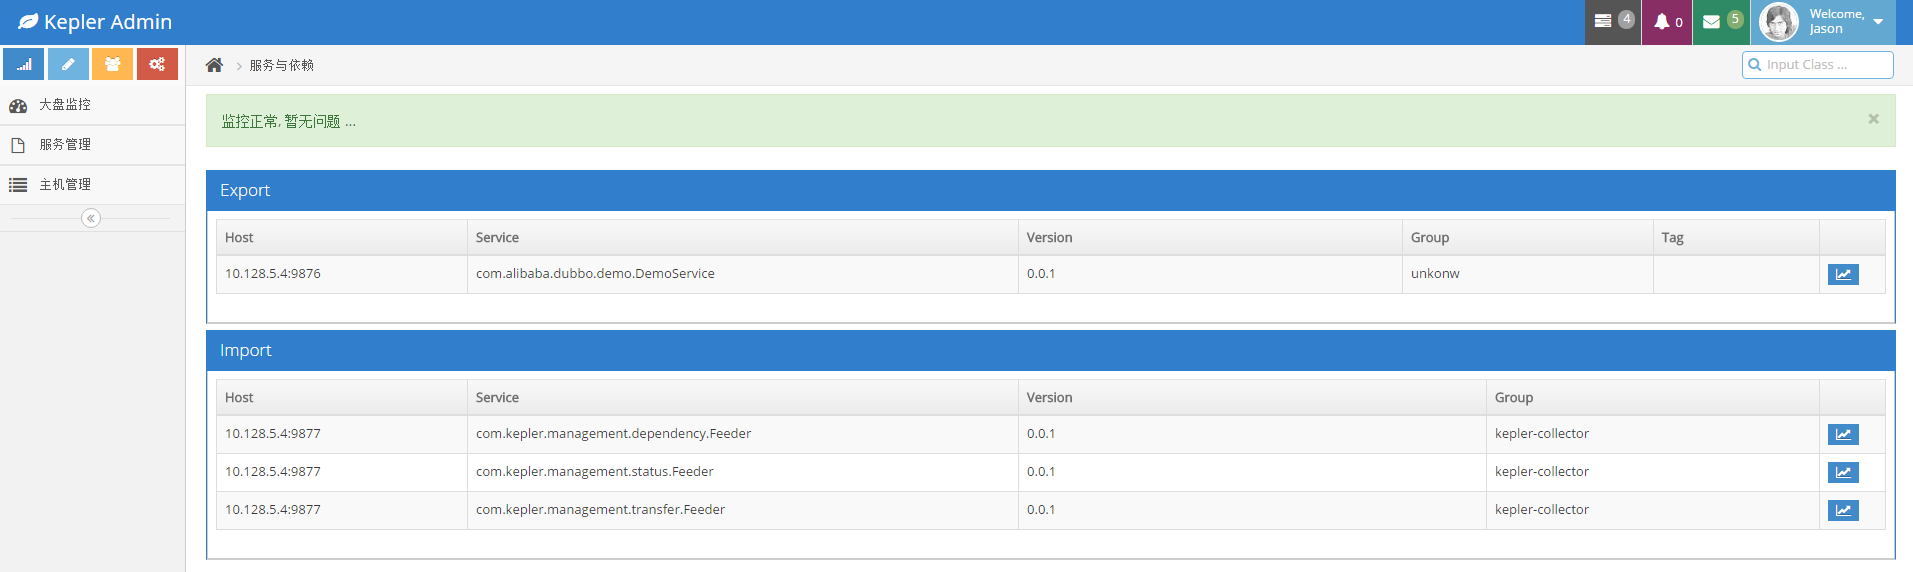 Kepler Admin
4
0
5
Welcome,
Jason
服务与依赖
Input Class ...
大盘监控
服务管理
主机管理
监控正常, 暂无问题 ...
Export
Host Service Version Group Tag
10.128.5.4:9876 com.alibaba.dubbo.demo.DemoService 0.0.1 unkonw
Import
Host Service Version Group
10.128.5.4:9877 com.kepler.management.dependency.Feeder 0.0.1 kepler-collector
10.128.5.4:9877 com.kepler.management.status.Feeder 0.0.1 kepler-collector
10.128.5.4:9877 com.kepler.management.transfer.Feeder 0.0.1 kepler-collector